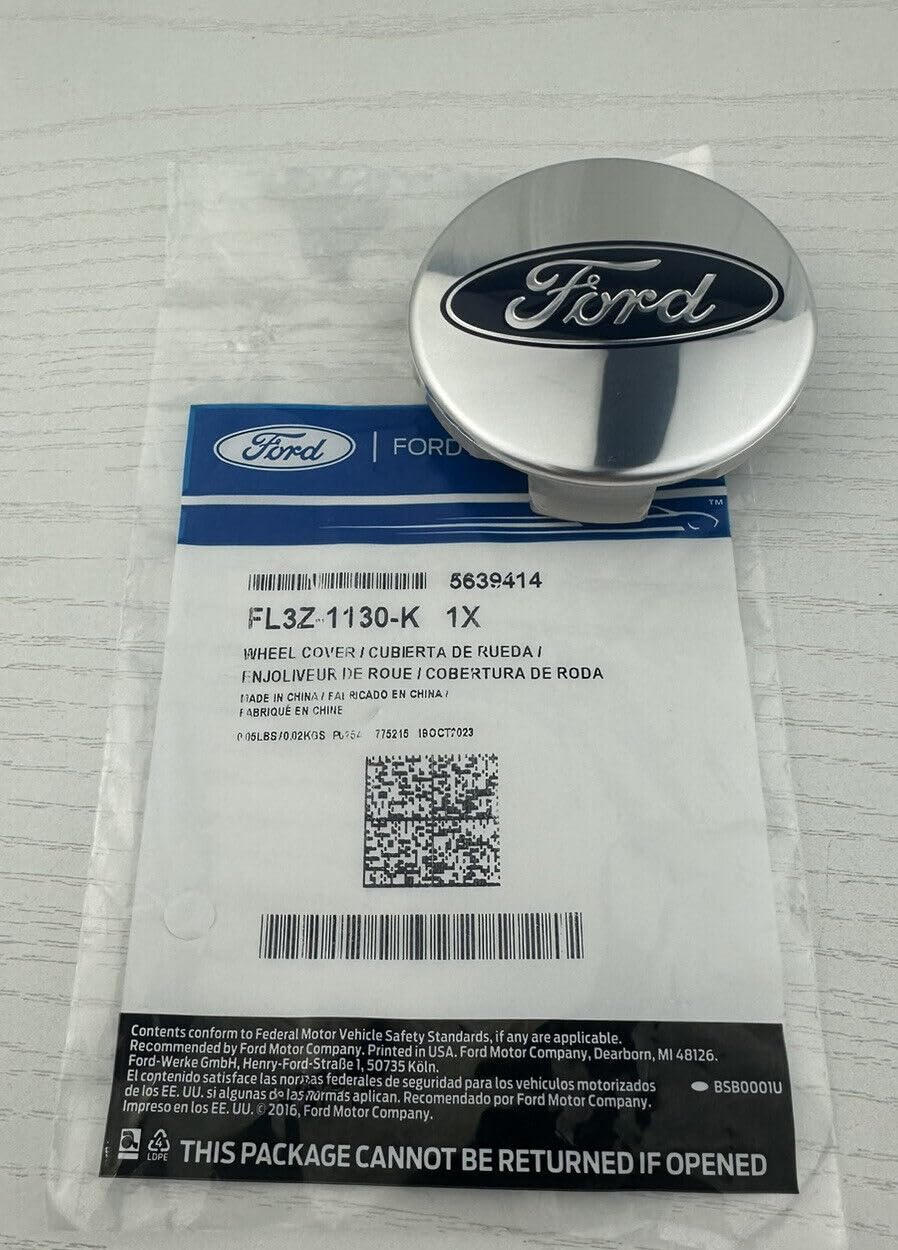 Ford
Ford | FORD
TM
5639414
FL3Z-1130-K 1X
WHEEL COVER / CUBIERTA DE RUEDA /
ENJOLIVEUR DE ROUE / COBERTURA DE RODA
MADE IN CHINA / FABRICADO EN CHINA /
FABRIQUÉ EN CHINE
0.05LBS/0.02KGS 775215 19OCT2023
Contents conform to Federal Motor Vehicle Safety Standards, if any are applicable.
Recommended by Ford Motor Company. Printed in USA. Ford Motor Company, Dearborn, MI 48126.
Ford-Werke GmbH, Henry-Ford-Straße 1, 50735 Köln.
El contenido satisface las normas federales de seguridad para los vehículos motorizados
de los EE. UU. si algunas de las normas aplican. Recomendado por Ford Motor Company.
Impreso en los EE. UU. © 2016, Ford Motor Company.
BSB0001U
4
LDPE
THIS PACKAGE CANNOT BE RETURNED IF OPENED